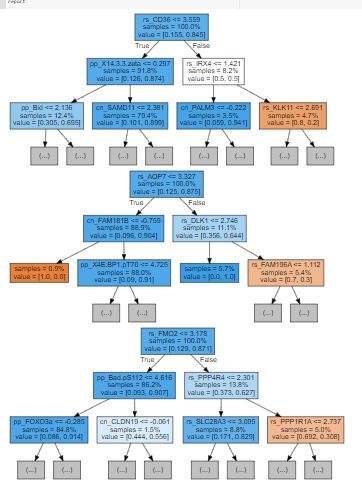 report
rs_CD36 <= 3.559
samples = 100.0%
value = [0.155, 0.845]
True
False
pp_X14.3.3.zeta <= 0.297
samples = 91.8%
value = [0.126, 0.874]
rs_IRX4 <= 1.421
samples = 8.2%
value = [0.5, 0.5]
pp_Bid <= 2.136
samples = 12.4%
value = [0.305, 0.695]
cn_SAMD11 <= 2.381
samples = 79.4%
value = [0.101, 0.899]
cn_PALM3 <= -0.222
samples = 3.5%
value = [0.059, 0.941]
rs_KLK11 <= 2.691
samples = 4.7%
value = [0.8, 0.2]
(...) (...) (...) (...) (...) (...) (...) (...)
rs_AQP7 <= 3.327
samples = 100.0%
value = [0.125, 0.875]
True
False
cn_FAM181B <= -0.759
samples = 88.9%
value = [0.096, 0.904]
rs_DLK1 <= 2.746
samples = 11.1%
value = [0.356, 0.644]
samples = 0.9%
value = [1.0, 0.0]
pp_X4E.BP1.pT70 <= 4.725
samples = 88.0%
value = [0.09, 0.91]
samples = 5.7%
value = [0.0, 1.0]
rs_FAM196A <= 1.112
samples = 5.4%
value = [0.7, 0.3]
(...) (...) (...) (...)
rs_FMO2 <= 3.178
samples = 100.0%
value = [0.129, 0.871]
True
False
pp_Bad.pS112 <= 4.616
samples = 86.2%
value = [0.093, 0.907]
rs_PPP4R4 <= 2.301
samples = 13.8%
value = [0.373, 0.627]
pp_FOXO3a <= -0.285
samples = 84.8%
value = [0.086, 0.914]
cn_CLDN19 <= -0.061
samples = 1.5%
value = [0.444, 0.556]
rs_SLC28A3 <= 3.095
samples = 8.8%
value = [0.171, 0.829]
rs_PPP1R1A <= 2.737
samples = 5.0%
value = [0.692, 0.308]
(...) (...) (...) (...) (...) (...) (...) (...)